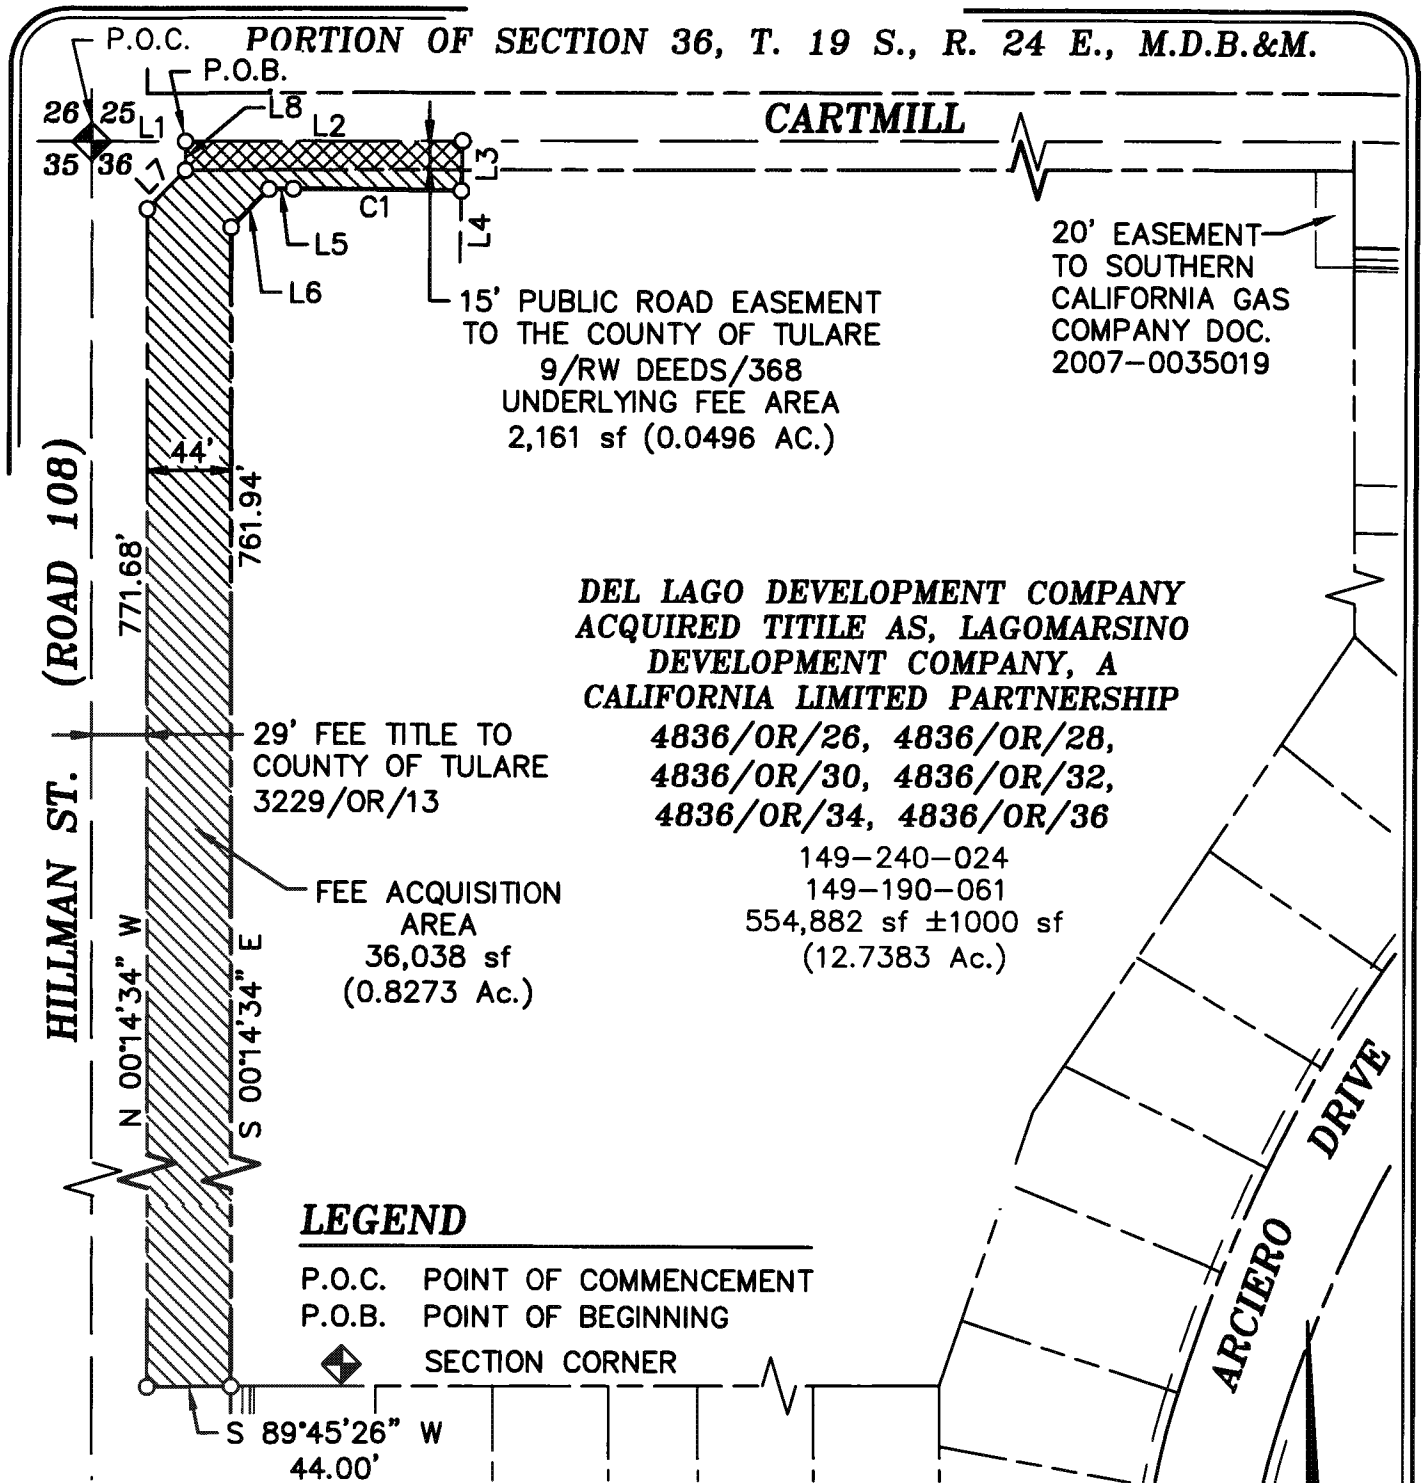 P.O.C.
PORTION OF SECTION 36, T. 19 S., R. 24 E., M.D.B.&M.
P.O.B.
26 25
35 36
L1
L8
L2
CARTMILL
L7
L3
C1
L4
L5
L6
15' PUBLIC ROAD EASEMENT
TO THE COUNTY OF TULARE
9/RW DEEDS/368
UNDERLYING FEE AREA
2,161 sf (0.0496 AC.)
20' EASEMENT
TO SOUTHERN
CALIFORNIA GAS
COMPANY DOC.
2007-0035019
44'
761.94'
771.68'
HILLMAN ST. (ROAD 108)
DEL LAGO DEVELOPMENT COMPANY
ACQUIRED TITILE AS, LAGOMARSINO
DEVELOPMENT COMPANY, A
CALIFORNIA LIMITED PARTNERSHIP
4836/OR/26, 4836/OR/28,
4836/OR/30, 4836/OR/32,
4836/OR/34, 4836/OR/36
149-240-024
149-190-061
554,882 sf ±1000 sf
(12.7383 Ac.)
29' FEE TITLE TO
COUNTY OF TULARE
3229/OR/13
FEE ACQUISITION
AREA
36,038 sf
(0.8273 Ac.)
N 00°14'34" W
S 00°14'34" E
ARCIERO DRIVE
LEGEND
P.O.C. POINT OF COMMENCEMENT
P.O.B. POINT OF BEGINNING
SECTION CORNER
S 89°45'26" W
44.00'